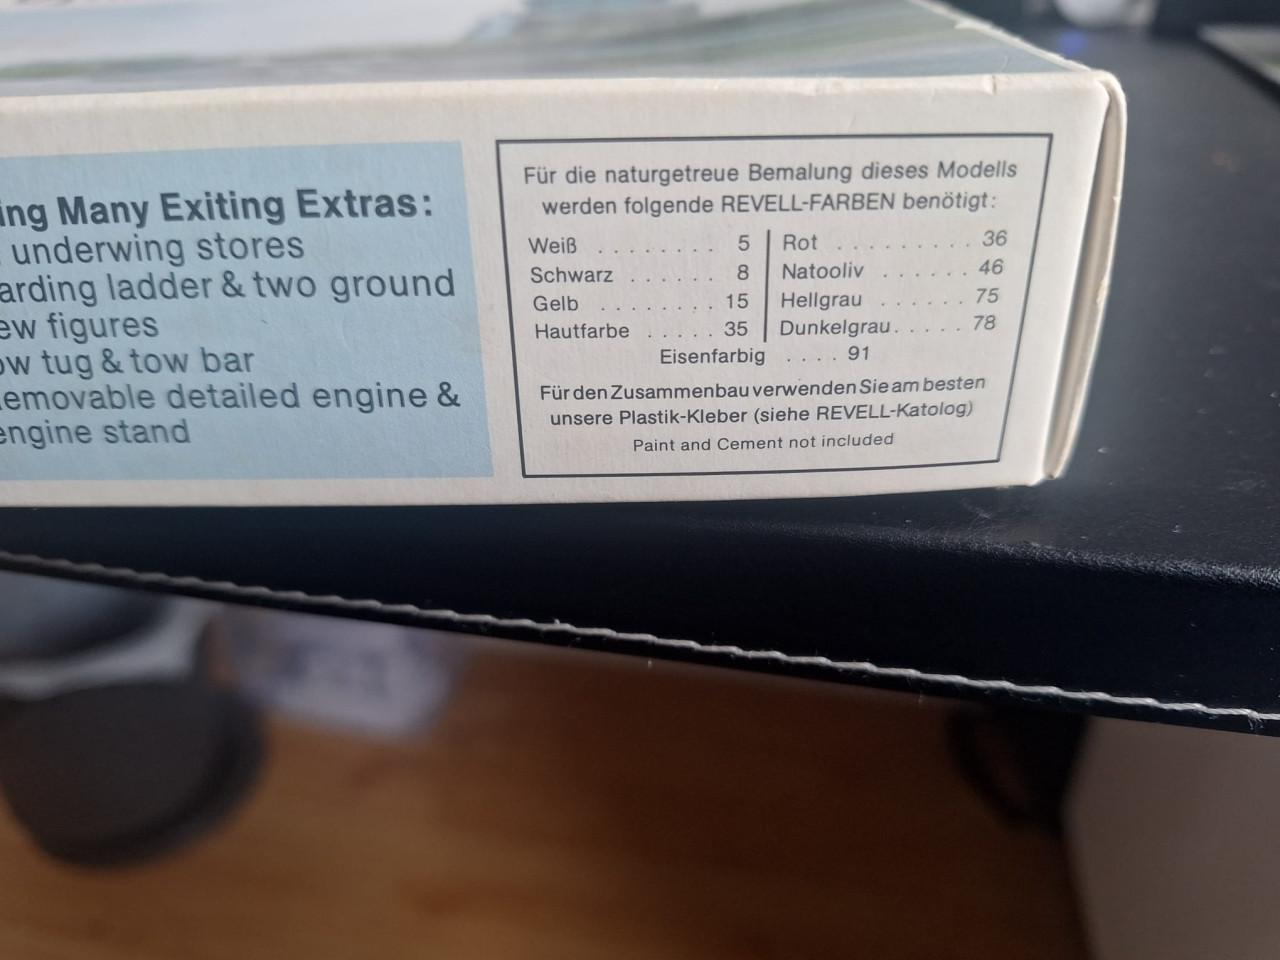 ing Many Exiting Extras:
underwing stores
arding ladder & two ground
ew figures
ow tug & tow bar
emovable detailed engine &
engine stand
Für die naturgetreue Bemalung dieses Modells
werden folgende REVELL-FARBEN benötigt:
Weiß . . . . . . . . 5
Schwarz . . . . . . 8
Gelb . . . . . . . . 15
Hautfarbe . . . . . 35
Rot . . . . . . . . . 36
Natooliv . . . . . . 46
Hellgrau . . . . . . 75
Dunkelgrau . . . . . 78
Eisenfarbig . . . . 91
Für den Zusammenbau verwenden Sie am besten
unsere Plastik-Kleber (siehe REVELL-Katolog)
Paint and Cement not included